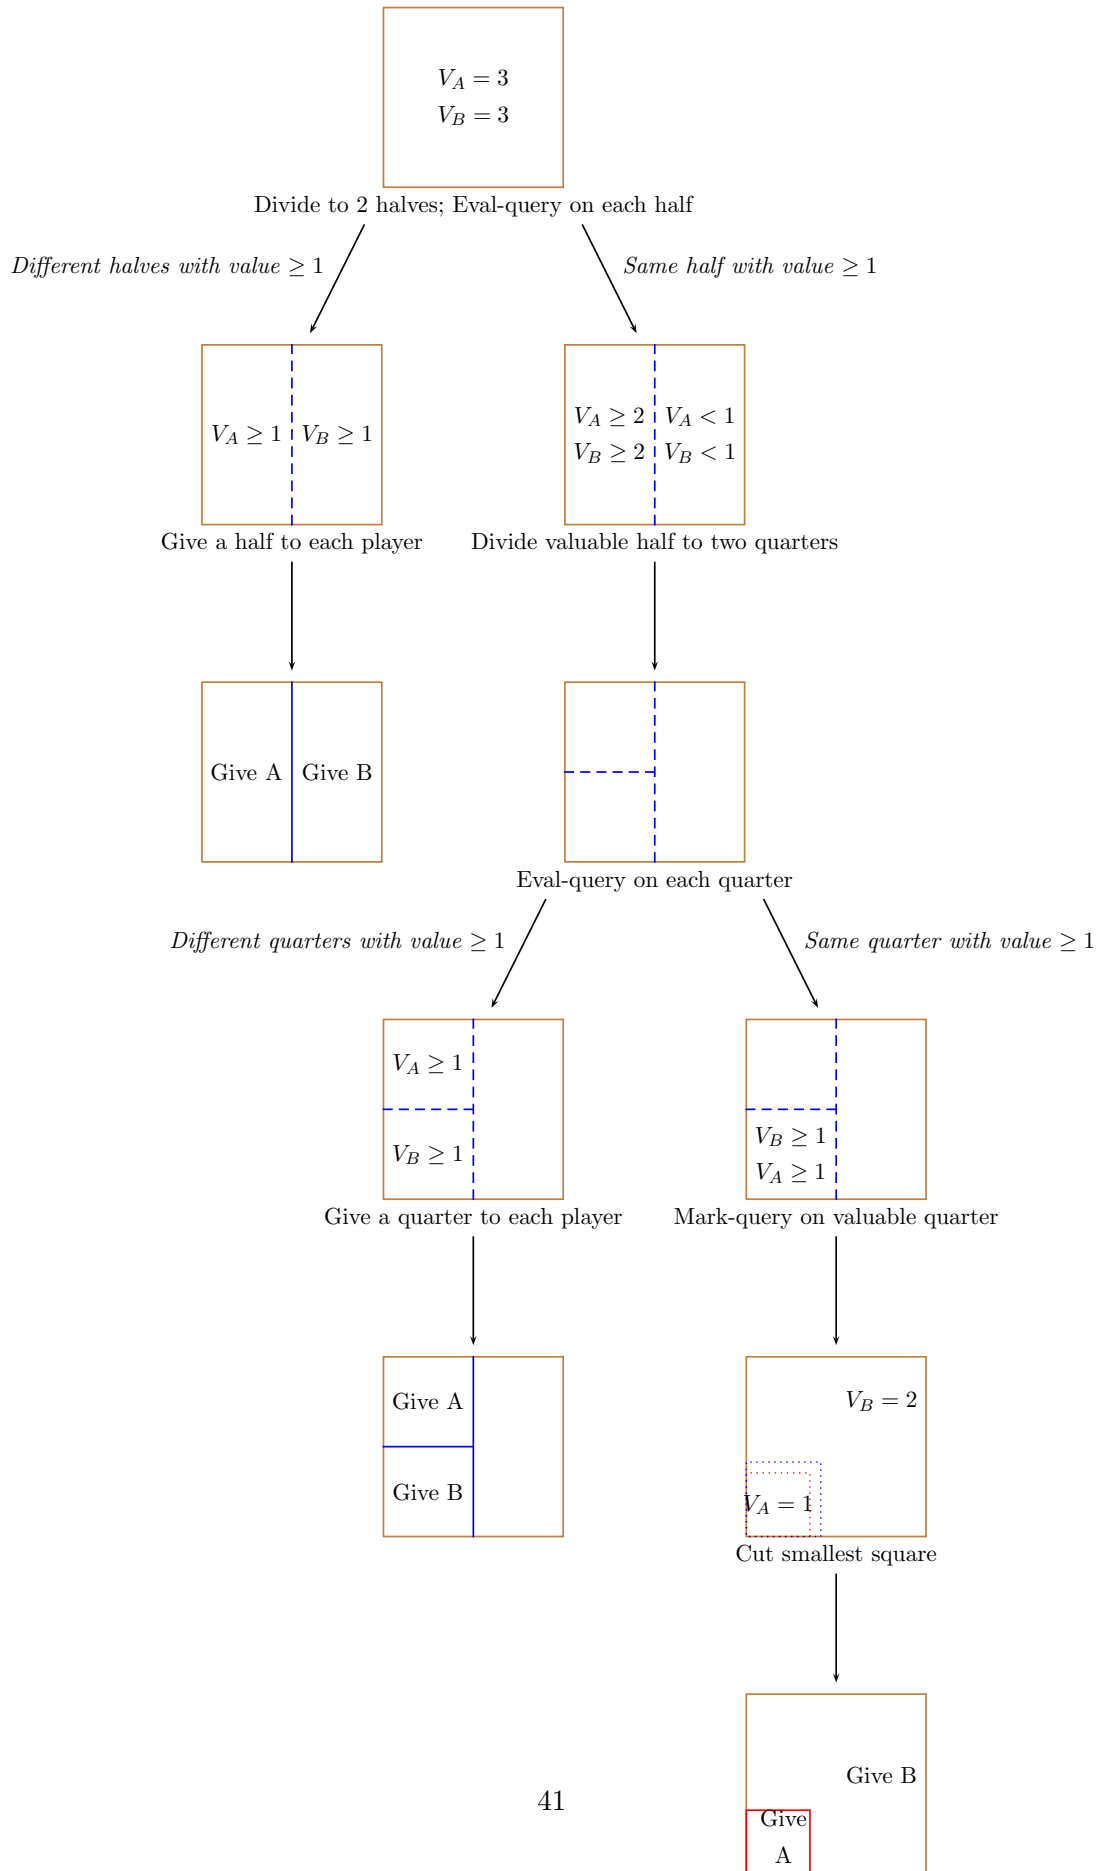 V_A = 3
V_B = 3
Divide to 2 halves; Eval-query on each half
Different halves with value ≥ 1
Same half with value ≥ 1
V_A ≥ 1
V_B ≥ 1
V_A ≥ 2
V_B ≥ 2
V_A < 1
V_B < 1
Give a half to each player
Divide valuable half to two quarters
Give A
Give B
Eval-query on each quarter
Different quarters with value ≥ 1
Same quarter with value ≥ 1
V_A ≥ 1
V_B ≥ 1
V_B ≥ 1
V_A ≥ 1
Give a quarter to each player
Mark-query on valuable quarter
Give A
Give B
V_B = 2
V_A = 1
Cut smallest square
Give B
Give
A
41